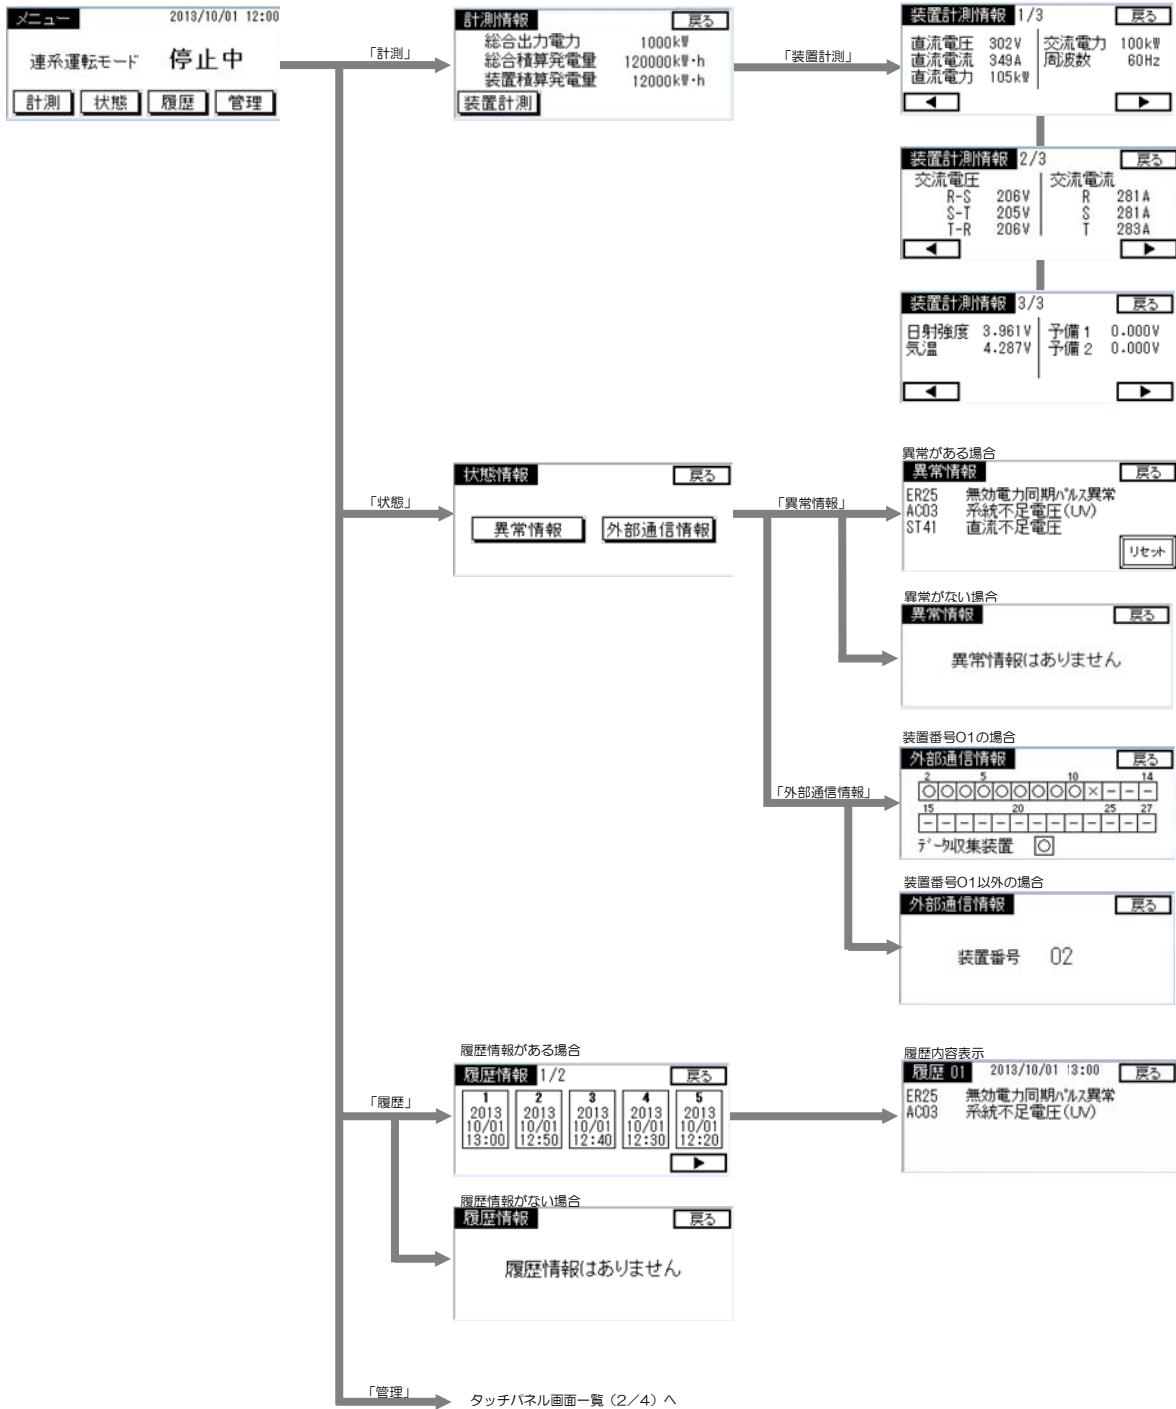 メニュー 2013/10/01 12:00
連系運転モード 停止中
計測 状態 履歴 管理
「計測」
計測情報 戻る
総合出力電力 1000kW
総合積算発電量 120000kW・h
装置積算発電量 12000kW・h
装置計測
「装置計測」
装置計測情報 1/3 戻る
直流電圧 302V 交流電力 100kW
直流電流 349A 周波数 60Hz
直流電力 105kW
◀ ▶
装置計測情報 2/3 戻る
交流電圧 交流電流
R-S 206V R 281A
S-T 205V S 281A
T-R 206V T 283A
◀ ▶
装置計測情報 3/3 戻る
日射強度 3.961V 予備1 0.000V
気温 4.287V 予備2 0.000V
◀ ▶
「状態」
状態情報 戻る
異常情報 外部通信情報
「異常情報」
異常がある場合
異常情報 戻る
ER25 無効電力同期パルス異常
AC03 系統不足電圧(UV)
ST41 直流不足電圧
リセット
異常がない場合
異常情報 戻る
異常情報はありません
「外部通信情報」
装置番号01の場合
外部通信情報 戻る
2 5 10 14
○○○○○○○○○×---
15 20 25 27
-------------
データ収集装置 ○
装置番号01以外の場合
外部通信情報 戻る
装置番号 02
「履歴」
履歴情報がある場合
履歴情報 1/2 戻る
1 2 3 4 5
2013 2013 2013 2013 2013
10/01 10/01 10/01 10/01 10/01
13:00 12:50 12:40 12:30 12:20
▶
履歴内容表示
履歴 01 2013/10/01 13:00 戻る
ER25 無効電力同期パルス異常
AC03 系統不足電圧(UV)
履歴情報がない場合
履歴情報 戻る
履歴情報はありません
「管理」
タッチパネル画面一覧（2／4）へ